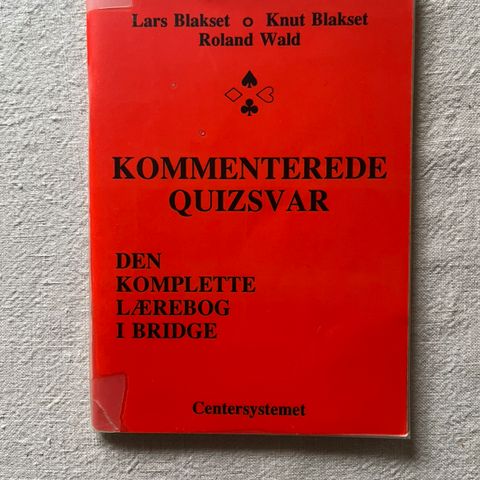 Lars Blakset o Knut Blakset
Roland Wald
KOMMENTEREDE
QUIZSVAR
DEN
KOMPLETTE
LÆREBOG
I BRIDGE
Centersystemet